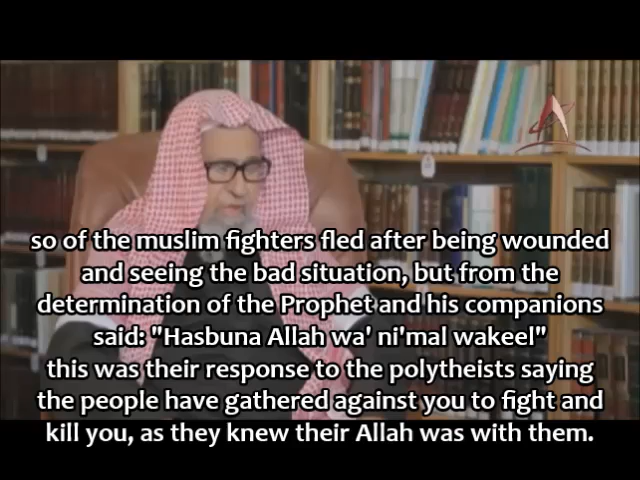 so of the muslim fighters fled after being wounded
and seeing the bad situation, but from the
determination of the Prophet and his companions
said: "Hasbuna Allah wa' ni'mal wakeel"
this was their response to the polytheists saying
the people have gathered against you to fight and
kill you, as they knew their Allah was with them.